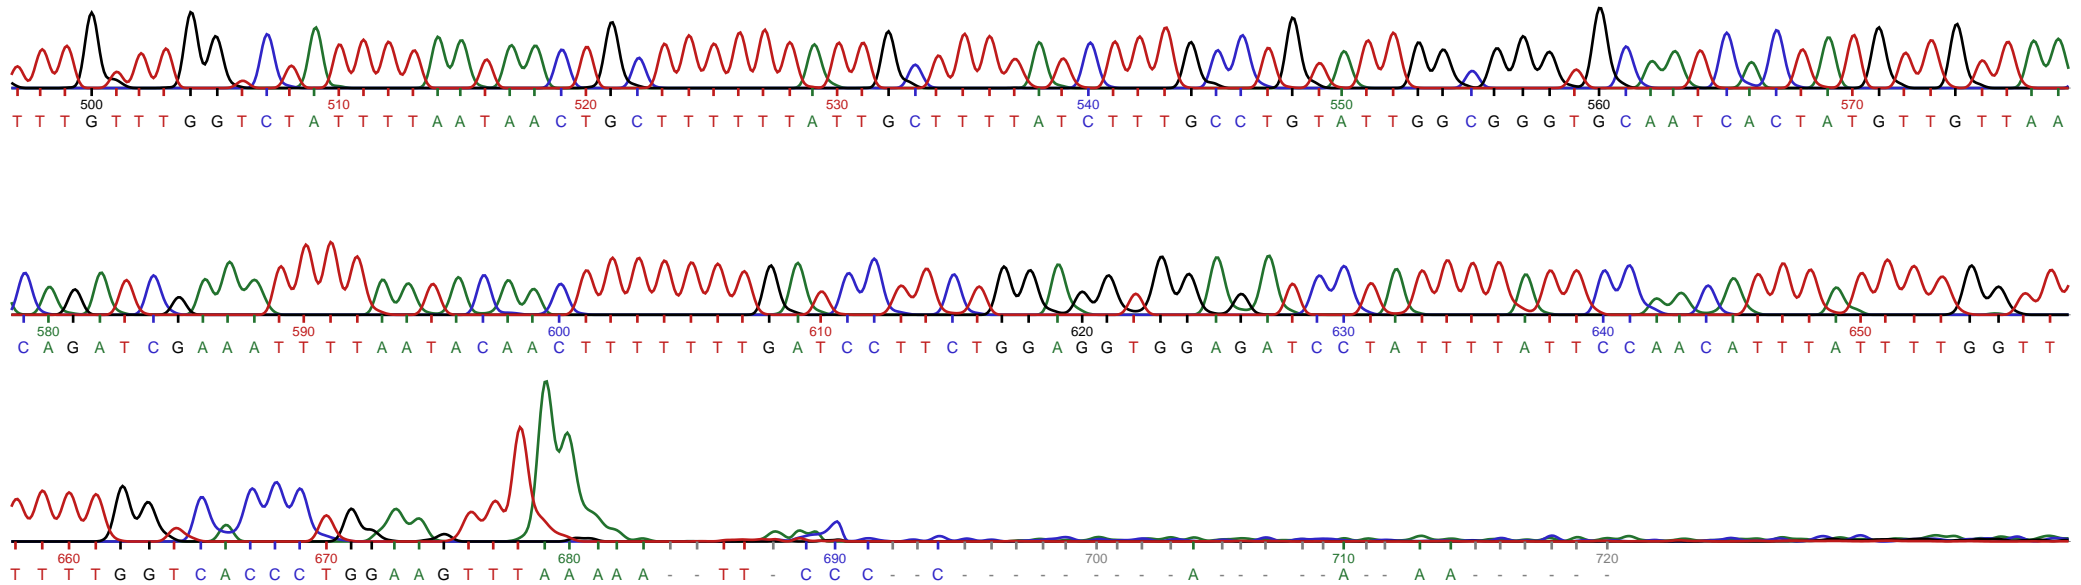 500 510 520 530 540 550 560 570
T T T G T T T G G T C T A T T T T A A T A A C T G C T T T T T T A T T G C T T T T A T C T T T G C C T G T A T T G G C G G G T G C A A T C A C T A T G T T G T T A A
580 590 600 610 620 630 640 650
C A G A T C G A A A T T T T A A T A C A A C T T T T T T T G A T C C T T C T G G A G G T G G A G A T C C T A T T T T A T T C C A A C A T T T A T T T T G G T T
660 670 680 690 700 710 720
T T T T G G T C A C C C T G G A A G T T T A A A A A - - T T - C C C - - C - - - - - - - - - A - - - - - A - - A A - - - - - -